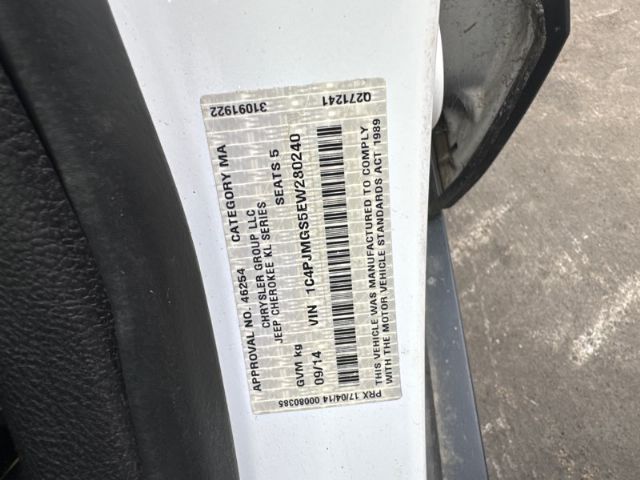 31091922 0271241
APPROVAL NO. 46254 CATEGORY MA
CHRYSLER GROUP LLC
JEEP CHEROKEE KL SERIES
GVM kg SEATS 5
09/14 VIN 1C4PJMGS5EW280240
THIS VEHICLE WAS MANUFACTURED TO COMPLY
WITH THE MOTOR VEHICLE STANDARDS ACT 1989
PRX 17/04/14 00080385